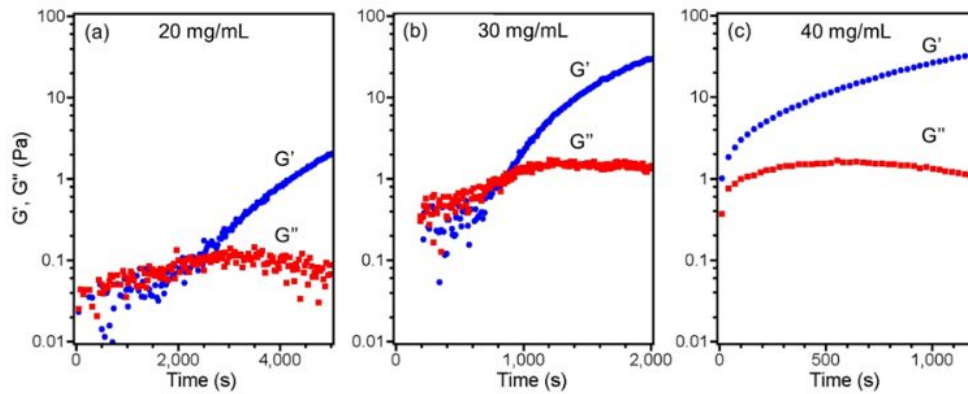 (a) 20 mg/mL
(b) 30 mg/mL
(c) 40 mg/mL
G', G" (Pa)
100
10
1
0.1
0.01
G'
G"
0
2,000
4,000
Time (s)
100
10
1
0.1
0.01
G'
G"
0
1,000
2,000
Time (s)
100
10
1
0.1
0.01
G'
G"
0
500
1,000
Time (s)